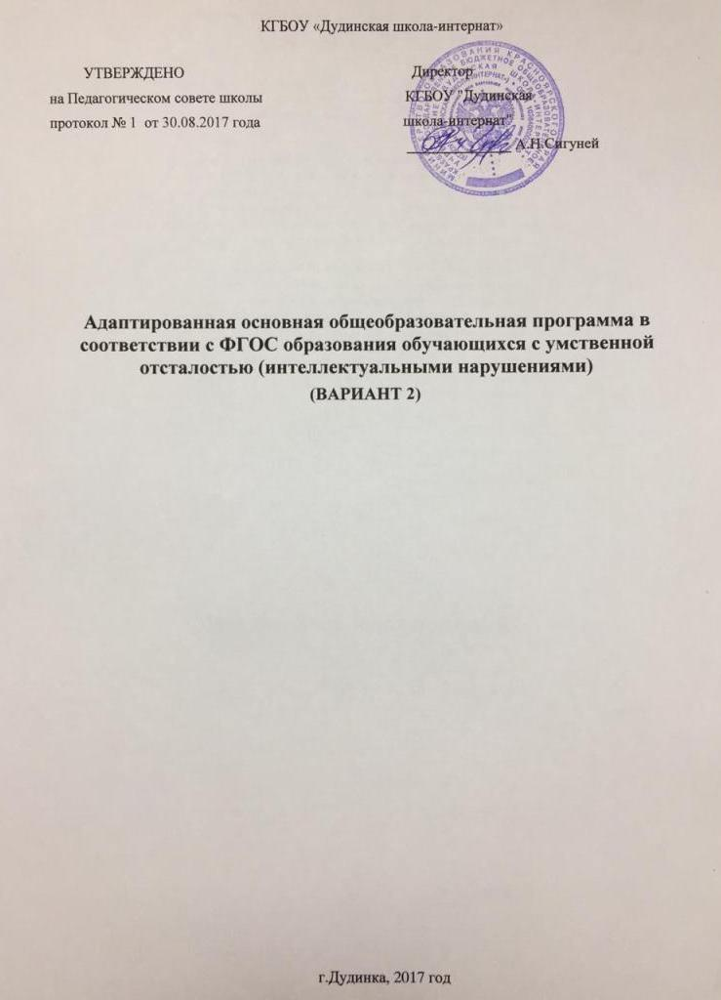 КГБОУ «Дудинская школа-интернат»
УТВЕРЖДЕНО
на Педагогическом совете школы
протокол № 1 от 30.08.2017 года
Директор
КГБОУ "Дудинская
школа-интернат"
А.Н.Сигуней
Адаптированная основная общеобразовательная программа в
соответствии с ФГОС образования обучающихся с умственной
отсталостью (интеллектуальными нарушениями)
(ВАРИАНТ 2)
г.Дудинка, 2017 год